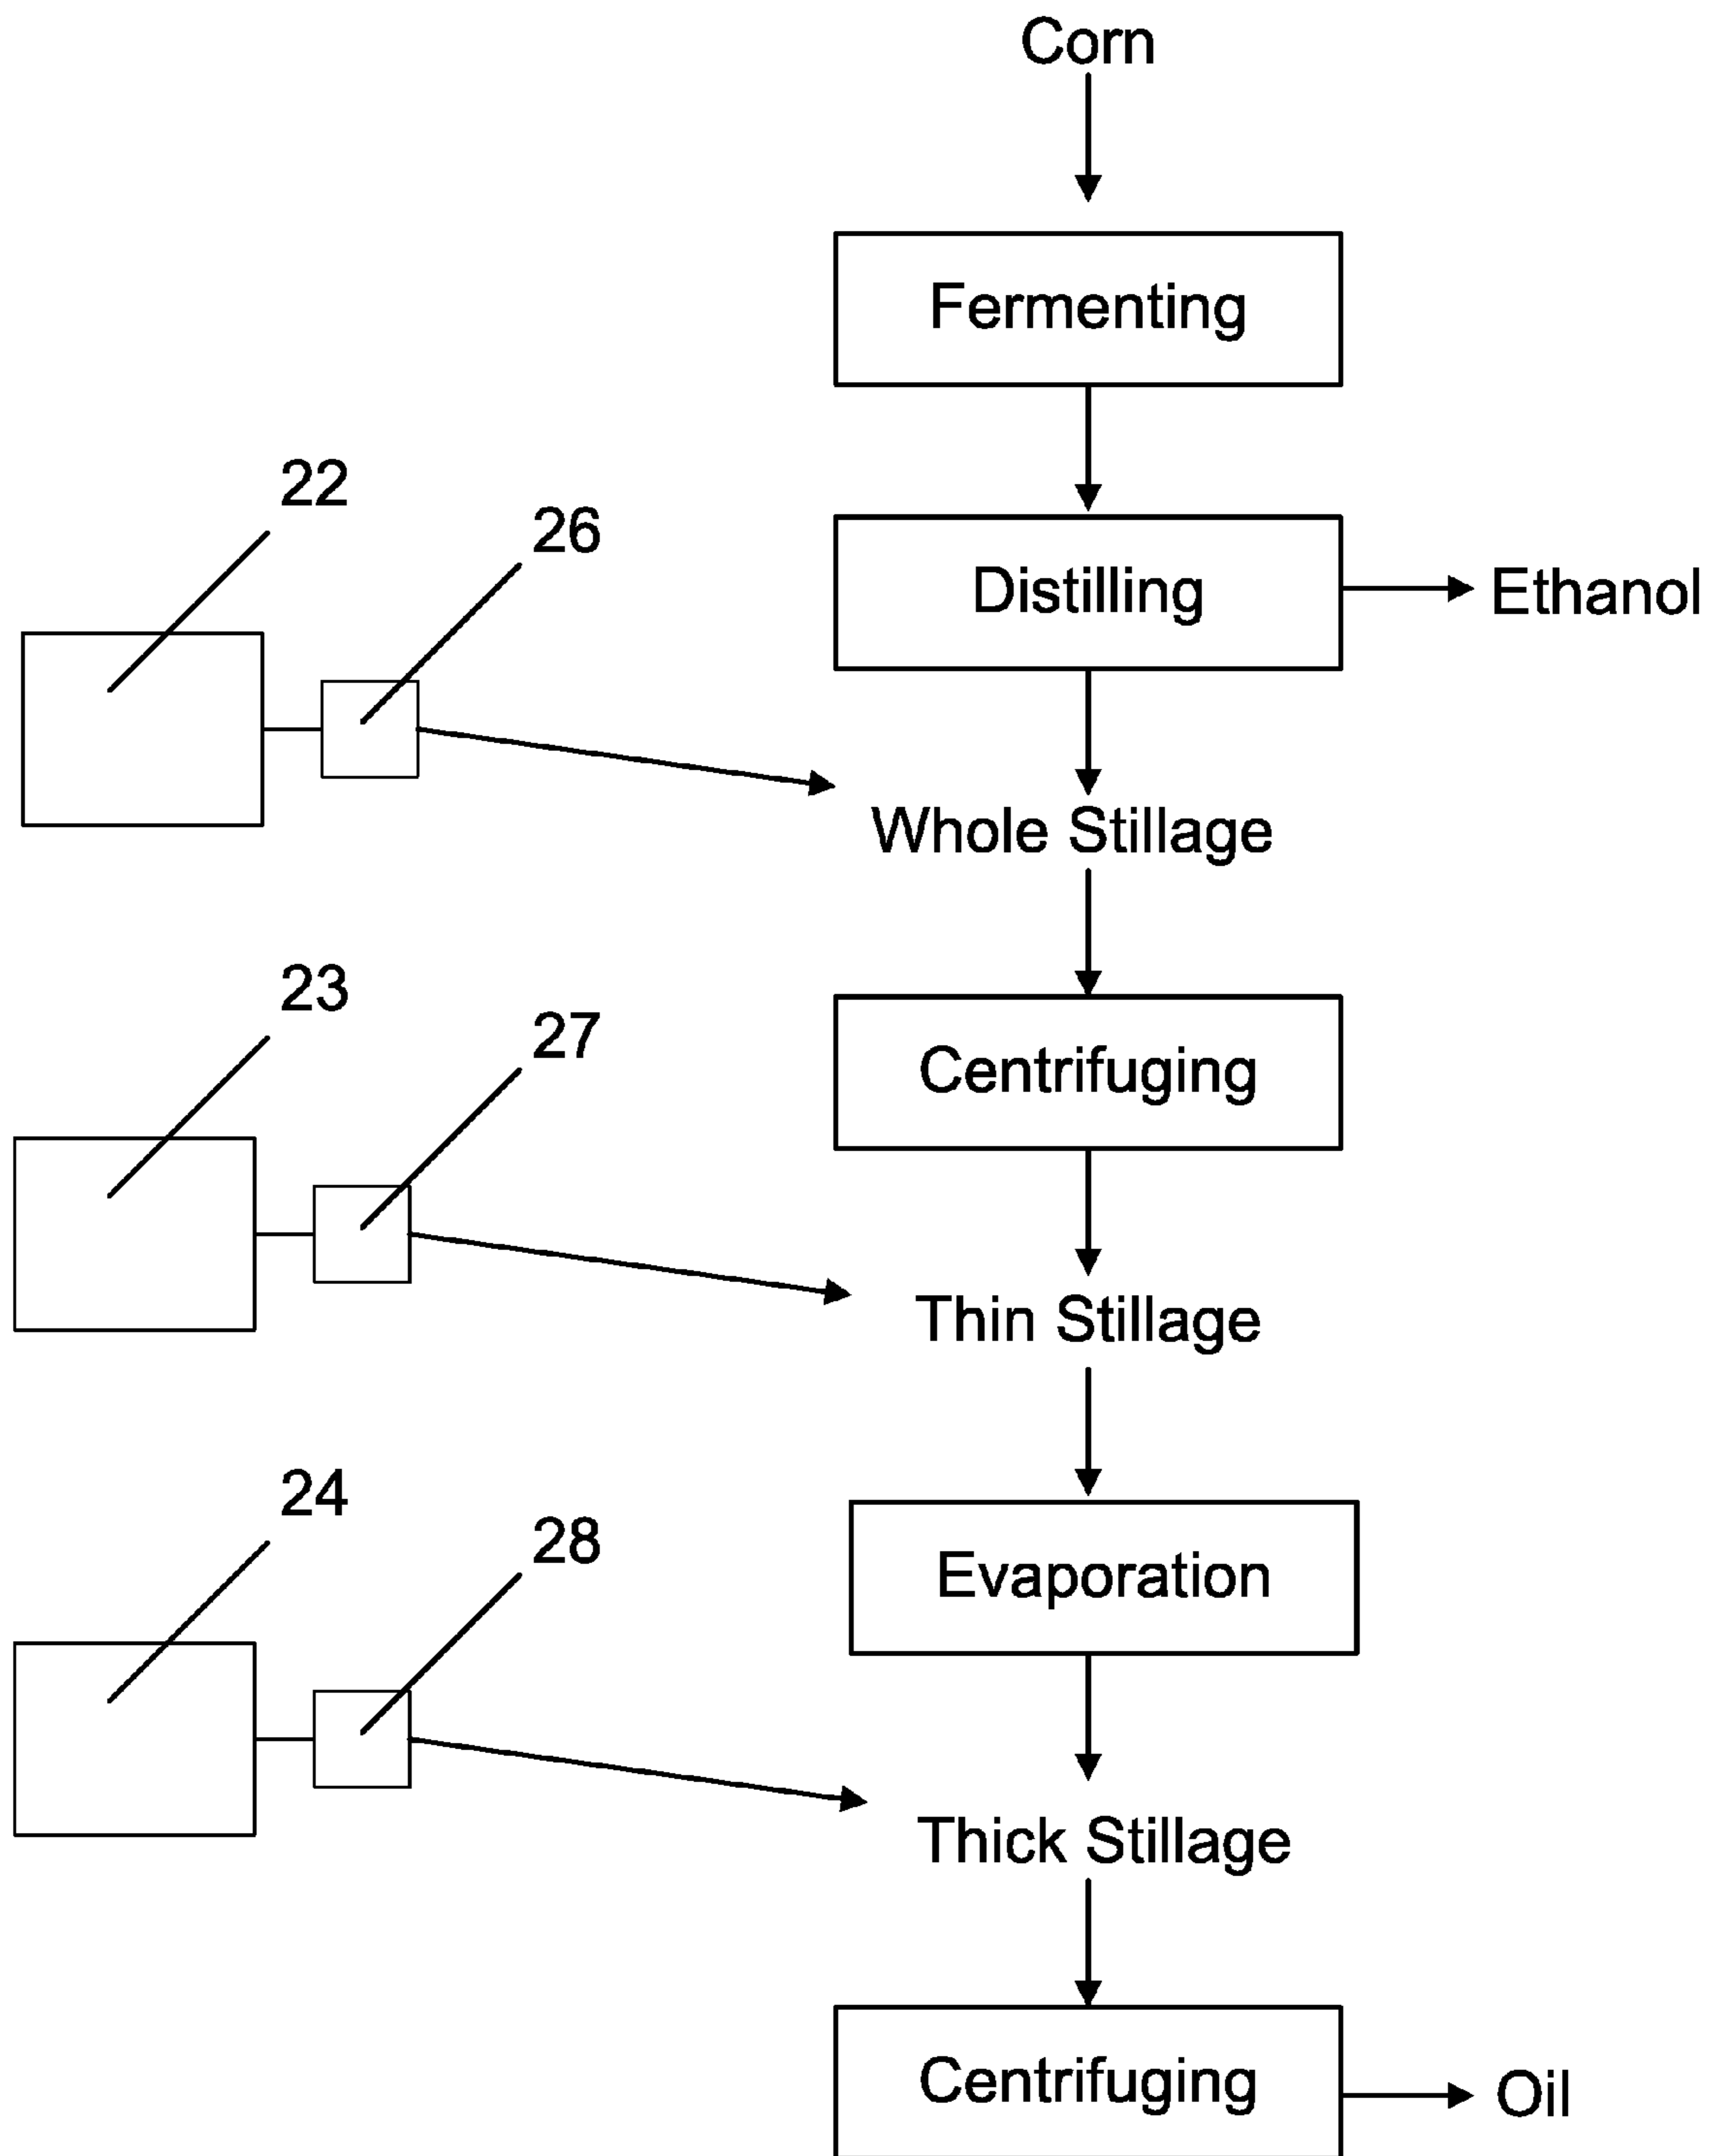 Corn
Fermenting
22
26
Distilling
Ethanol
Whole Stillage
23
27
Centrifuging
Thin Stillage
24
28
Evaporation
Thick Stillage
Centrifuging
Oil